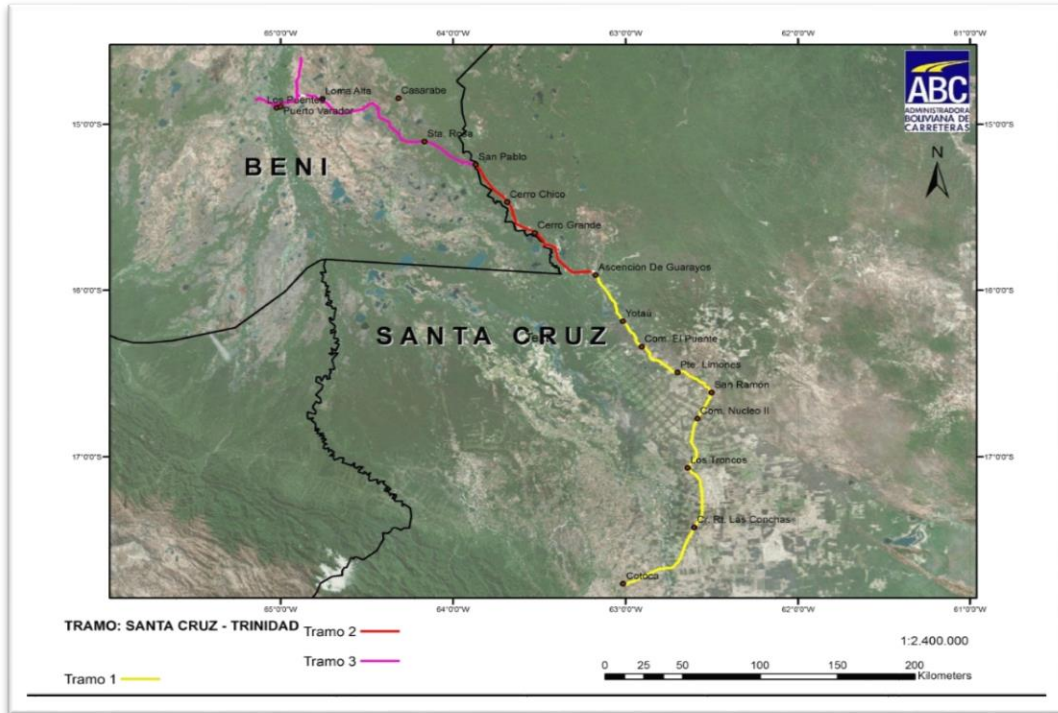 65°0'0"W 64°0'0"W 63°0'0"W 62°0'0"W 61°0'0"W
ABC
ADMINISTRADORA
BOLIVIANA DE
CARRETERAS
N
Loma Alta
Casarabe
Los Puentes
Puerto Varador
15°0'0"S 15°0'0"S
Sta. Rosa
San Pablo
BENI
Cerro Chico
Cerro Grande
Ascención De Guarayos
16°0'0"S 16°0'0"S
Yotaú
SANTA CRUZ
Com. El Puente
Pte. Limones
San Ramón
Com. Nucleo II
17°0'0"S 17°0'0"S
Los Troncos
Cr. Rt. Las Conchas
Cotoca
65°0'0"W 64°0'0"W 63°0'0"W 62°0'0"W 61°0'0"W
TRAMO: SANTA CRUZ - TRINIDAD
Tramo 2
Tramo 3
Tramo 1
1:2.400.000
0 25 50 100 150 200
Kilometers